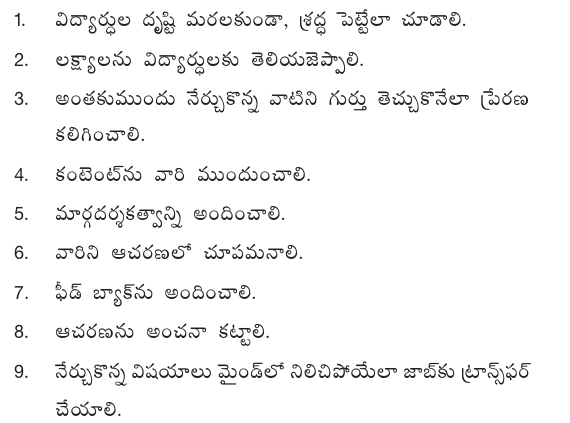 1. విద్యార్ధుల దృష్టి మరలకుండా, శ్రద్ధ పెట్టేలా చూడాలి.
2. లక్ష్యాలను విద్యార్ధులకు తెలియజెప్పాలి.
3. అంతకుముందు నేర్చుకొన్న వాటిని గుర్తు తెచ్చుకొనేలా ప్రేరణ
కలిగించాలి.
4. కంటెంట్‌ను వారి ముందుంచాలి.
5. మార్గదర్శకత్వాన్ని అందించాలి.
6. వారిని ఆచరణలో చూపమనాలి.
7. ఫీడ్ బ్యాక్‌ను అందించాలి.
8. ఆచరణను అంచనా కట్టాలి.
9. నేర్చుకొన్న విషయాలు మైండ్‌లో నిలిచిపోయేలా జాబ్‌కు ట్రాన్స్‌ఫర్
చేయాలి.